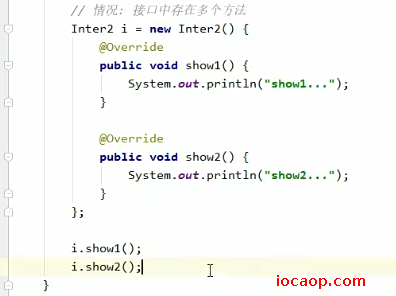 // 情况: 接口中存在多个方法
Inter2 i = new Inter2() {
@Override
public void show1() {
System.out.println("show1...");
}
@Override
public void show2() {
System.out.println("show2...");
}
};
i.show1();
i.show2();
}
iocaop.com